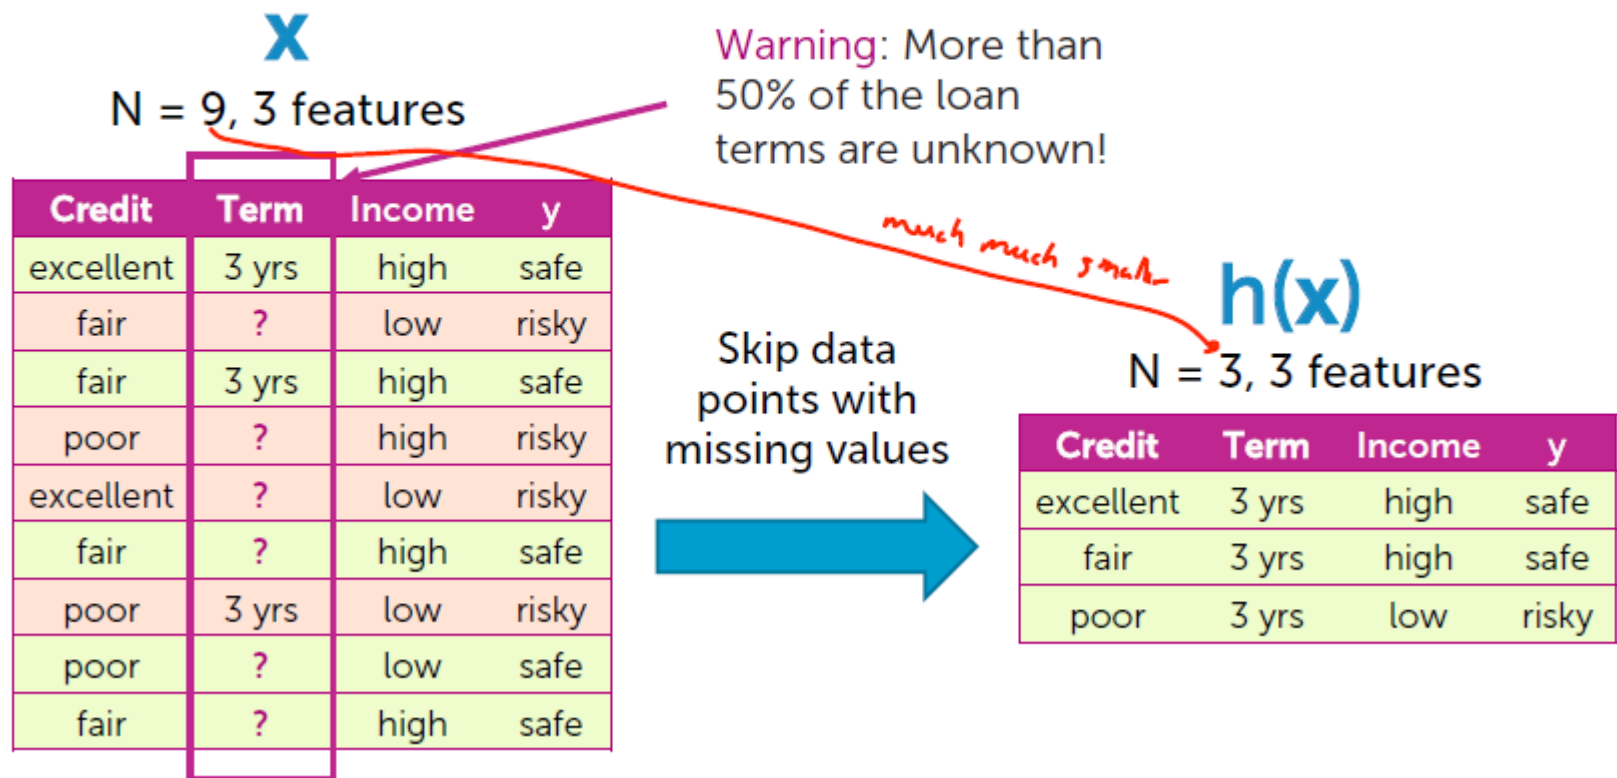 x
N = 9, 3 features
Warning: More than
50% of the loan
terms are unknown!
Credit Term Income y
excellent 3 yrs high safe
fair ? low risky
fair 3 yrs high safe
poor ? high risky
excellent ? low risky
fair ? high safe
poor 3 yrs low risky
poor ? low safe
fair ? high safe
much much
Skip data
points with
missing values
h(x)
N = 3, 3 features
Credit Term Income y
excellent 3 yrs high safe
fair 3 yrs high safe
poor 3 yrs low risky